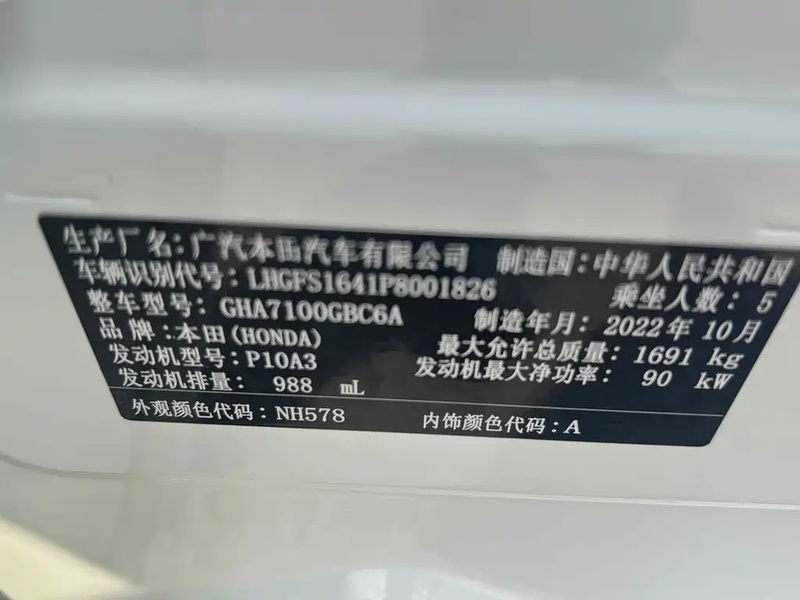 生产厂名：广汽本田汽车有限公司 制造国：中华人民共和国
车辆识别代号：LHGFS1641P8001826 乘坐人数：5
整车型号：GHA7100GBC6A 制造年月：2022年10月
品牌：本田(HONDA) 最大允许总质量：1691 kg
发动机型号：P10A3 发动机最大净功率：90 kW
发动机排量：988 mL
外观颜色代码：NH578 内饰颜色代码：A